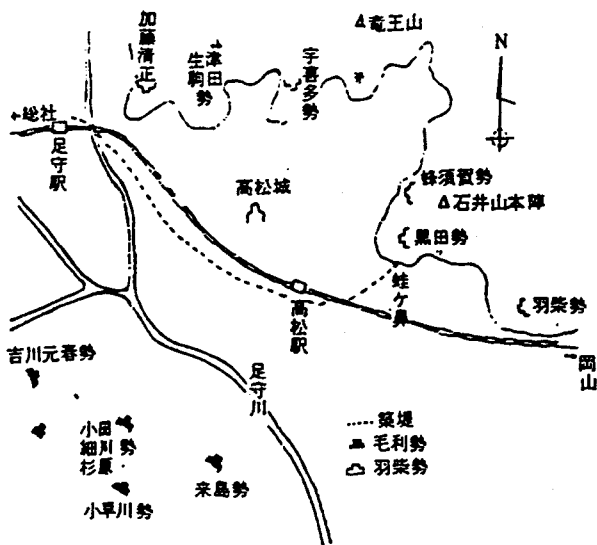 △竜王山
N
加藤清正
津田
生駒勢
宇喜多勢
←総社
足守駅
高松城
蜂須賀勢
△石井山本陣
黒田勢
蛙ケ鼻
羽柴勢
高松駅
→岡山
吉川元春勢
足守川
小田
細川勢
杉原
小早川勢
来島勢
築堤
毛利勢
羽柴勢